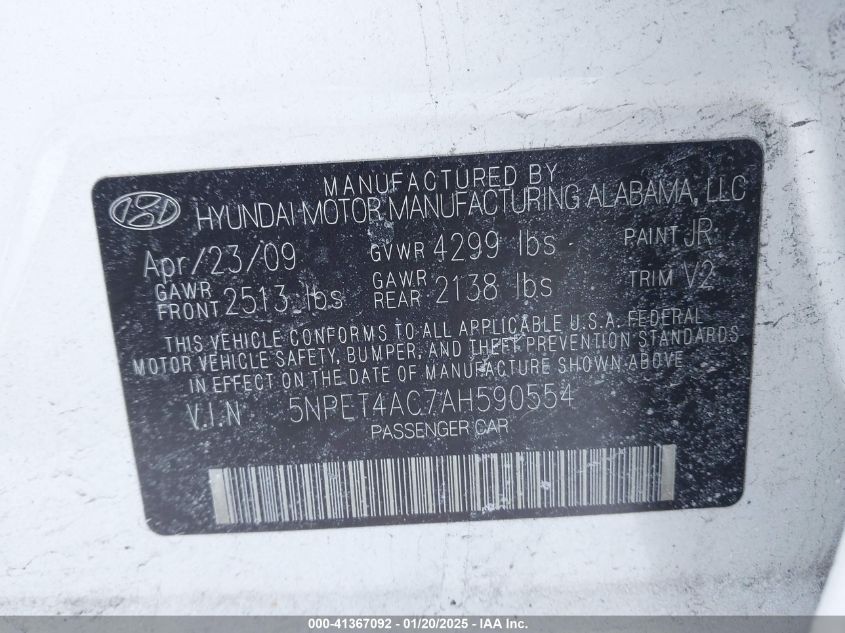 MANUFACTURED BY
HYUNDAI MOTOR MANUFACTURING ALABAMA, LLC
Apr/23/09 GVWR 4299 lbs PAINT JR
GAWR FRONT 2513 lbs GAWR REAR 2138 lbs TRIM V2
THIS VEHICLE CONFORMS TO ALL APPLICABLE U.S.A. FEDERAL
MOTOR VEHICLE SAFETY, BUMPER, AND THEFT PREVENTION STANDARDS
IN EFFECT ON THE DATE OF MANUFACTURE SHOWN ABOVE
V.I.N 5NPET4AC7AH590554
PASSENGER CAR
000-41367092 - 01/20/2025 - IAA Inc.